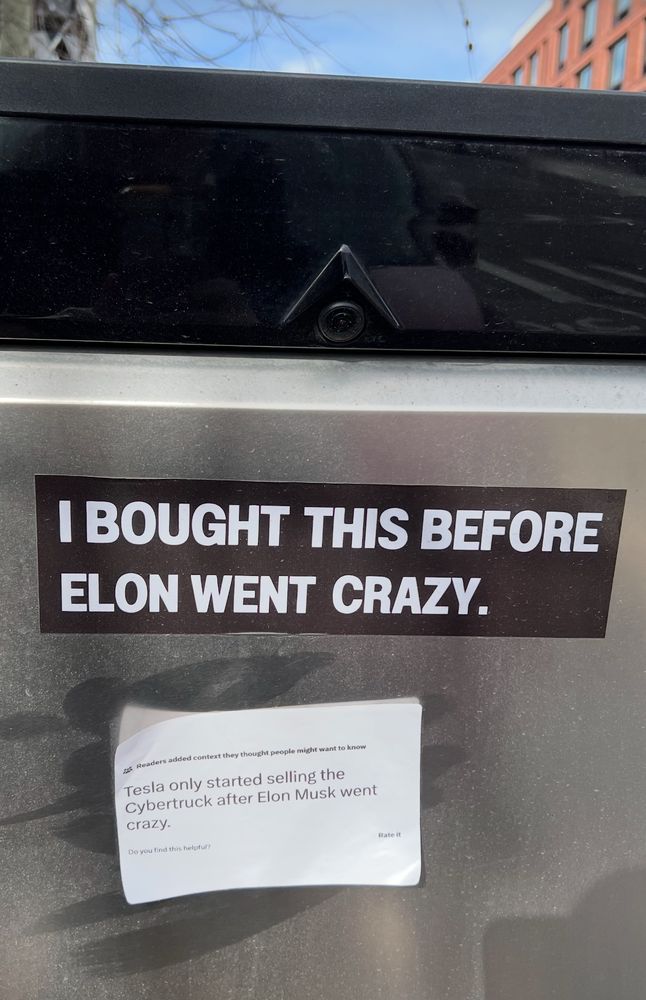 I BOUGHT THIS BEFORE
ELON WENT CRAZY.
Readers added context they thought people might want to know
Tesla only started selling the
Cybertruck after Elon Musk went
crazy.
Rate it
Do you find this helpful?